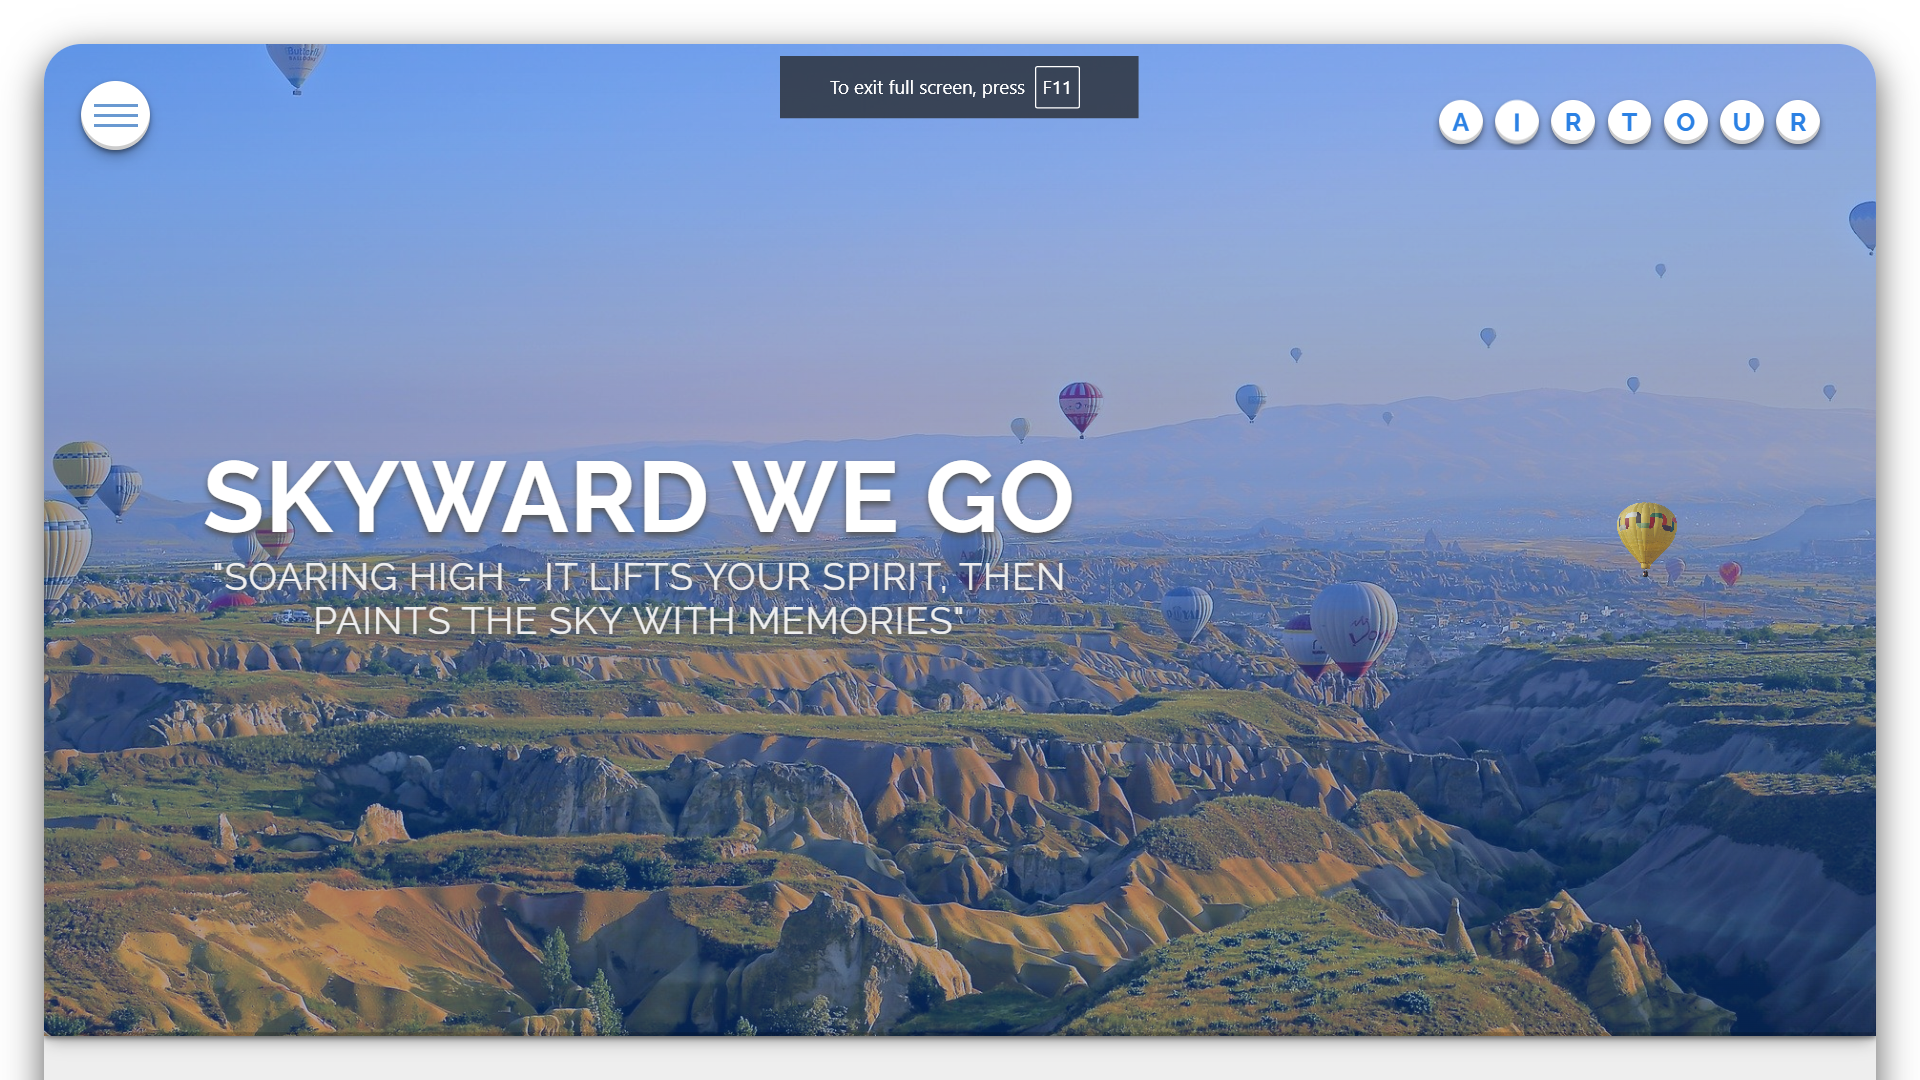 To exit full screen, press F11
A I R T O U R
SKYWARD WE GO
"SOARING HIGH - IT LIFTS YOUR SPIRIT, THEN
PAINTS THE SKY WITH MEMORIES"